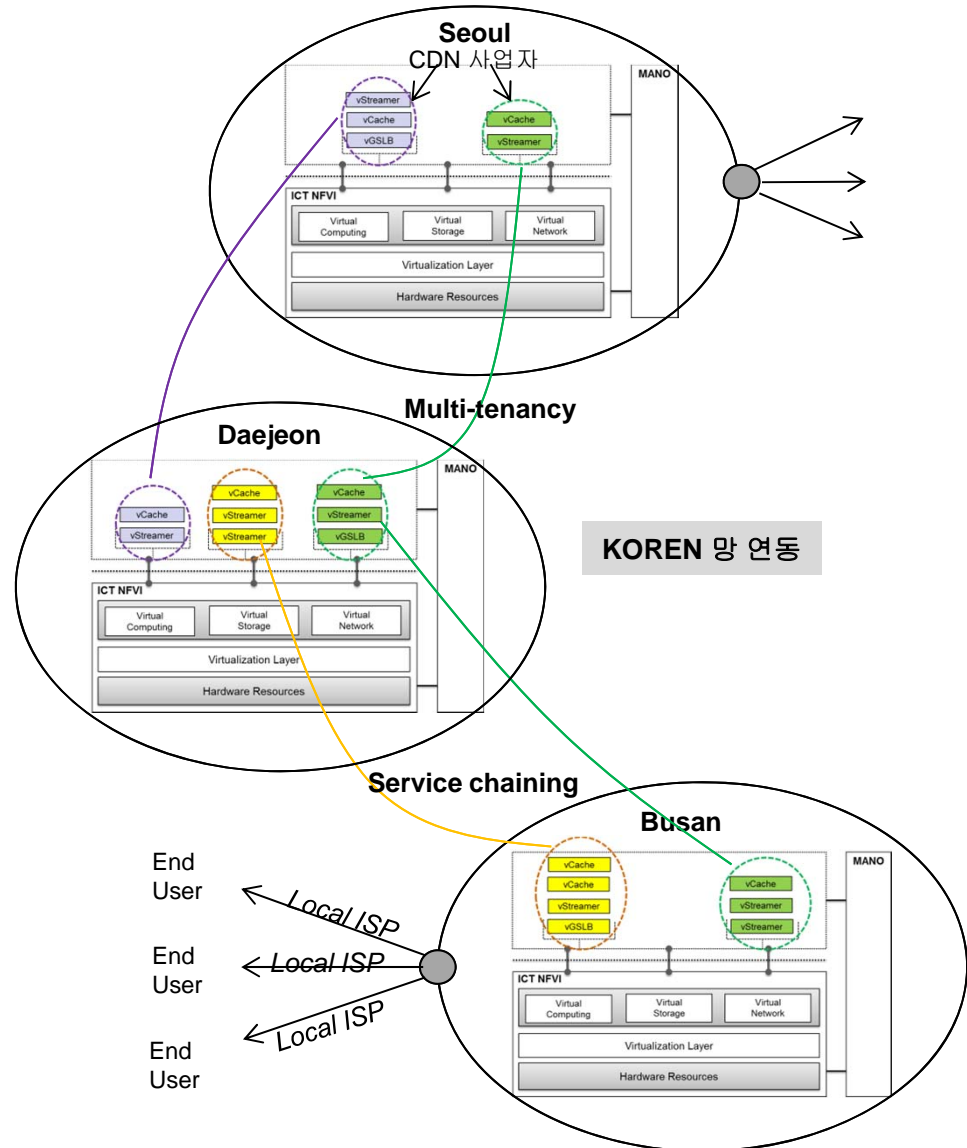 Seoul
CDN 사업자
MANO
vStreamer
vCache
vGSLB
vCache
vStreamer
ICT NFVI
Virtual
Computing
Virtual
Storage
Virtual
Network
Virtualization Layer
Hardware Resources
Multi-tenancy
Daejeon
MANO
vCache
vStreamer
vCache
vStreamer
vStreamer
vCache
vStreamer
vGSLB
ICT NFVI
Virtual
Computing
Virtual
Storage
Virtual
Network
Virtualization Layer
Hardware Resources
KOREN 망 연동
Service chaining
Busan
MANO
vCache
vCache
vStreamer
vGSLB
vCache
vStreamer
vStreamer
ICT NFVI
Virtual
Computing
Virtual
Storage
Virtual
Network
Virtualization Layer
Hardware Resources
End
User
Local ISP
End
User
Local ISP
End
User
Local ISP